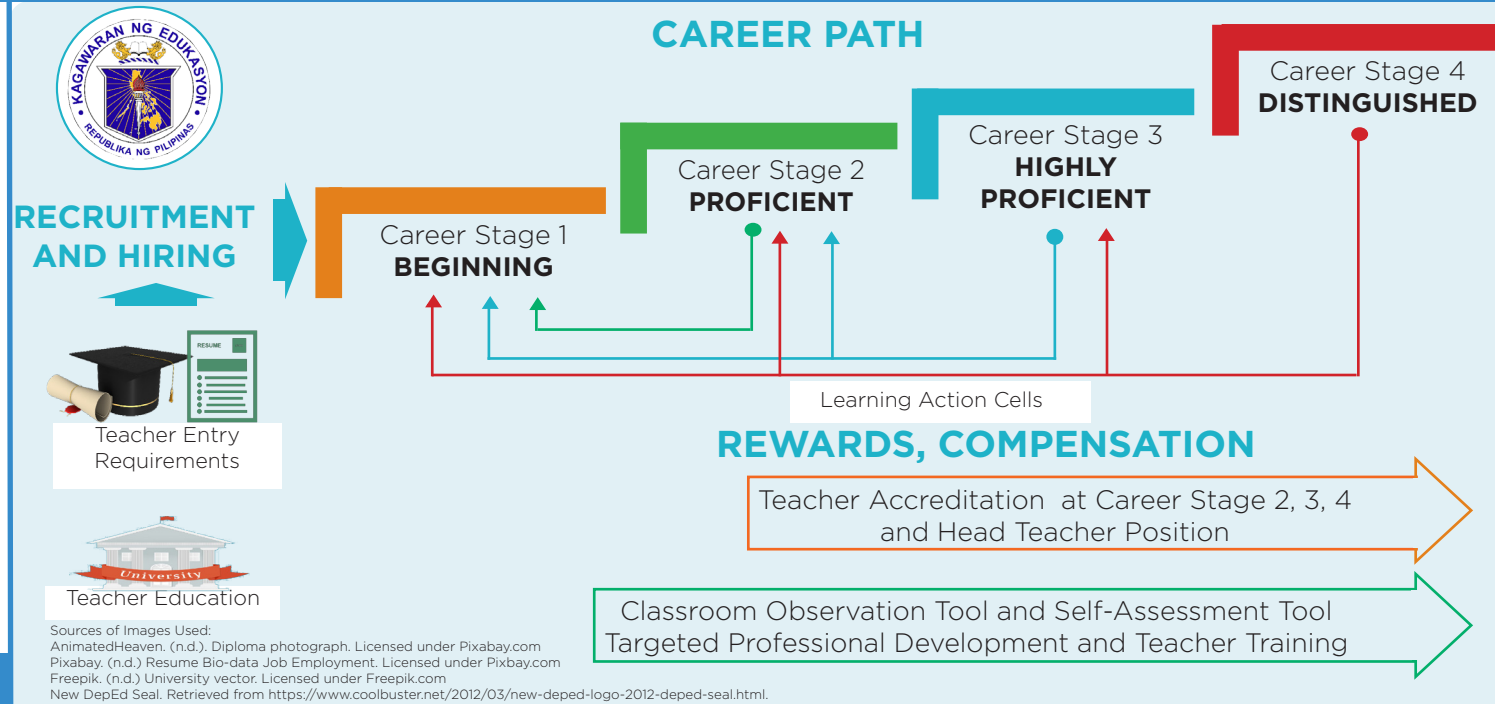 KAGAWARAN NG EDUKASYON
REPUBLIKA NG PILIPINAS
CAREER PATH
RECRUITMENT
AND HIRING
Career Stage 1
BEGINNING
Career Stage 2
PROFICIENT
Career Stage 3
HIGHLY
PROFICIENT
Career Stage 4
DISTINGUISHED
Learning Action Cells
RESUME
Teacher Entry
Requirements
University
Teacher Education
REWARDS, COMPENSATION
Teacher Accreditation at Career Stage 2, 3, 4
and Head Teacher Position
Classroom Observation Tool and Self-Assessment Tool
Targeted Professional Development and Teacher Training
Sources of Images Used:
AnimatedHeaven. (n.d.). Diploma photograph. Licensed under Pixabay.com
Pixabay. (n.d.) Resume Bio-data Job Employment. Licensed under Pixbay.com
Freepik. (n.d.) University vector. Licensed under Freepik.com
New DepEd Seal. Retrieved from https://www.coolbuster.net/2012/03/new-deped-logo-2012-deped-seal.html.